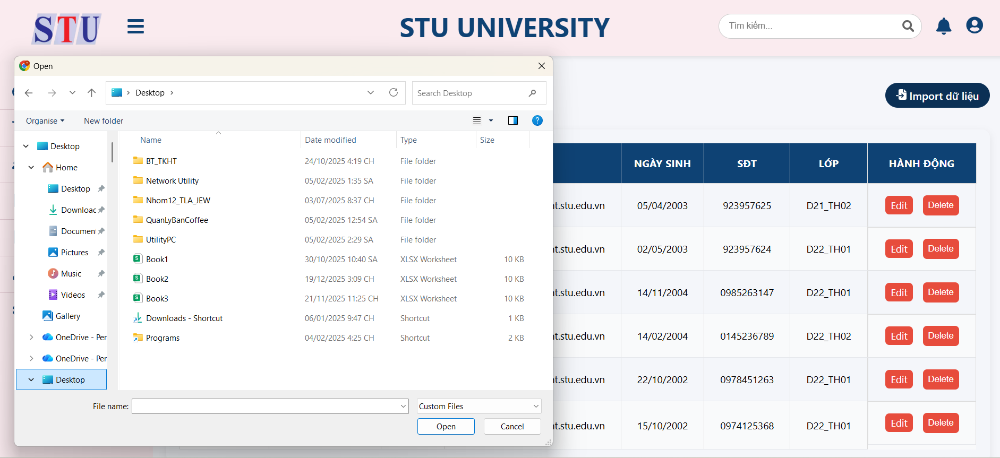 STU
STU UNIVERSITY
Tìm kiếm...
Open
Desktop
Search Desktop
Import dữ liệu
Organise
New folder
Name
Date modified
Type
Size
Desktop
Home
Desktop
Downloac
Document
Pictures
Music
Videos
Gallery
OneDrive - Per
OneDrive - Per
Desktop
BT_TKHT 24/10/2025 4:19 CH File folder
Network Utility 05/02/2025 1:35 SA File folder
Nhom12_TLA_JEW 03/07/2025 8:37 CH File folder
QuanLyBanCoffee 05/02/2025 12:54 SA File folder
UtilityPC 05/02/2025 2:29 SA File folder
Book1 30/10/2025 10:40 SA XLSX Worksheet 10 KB
Book2 19/12/2025 3:09 CH XLSX Worksheet 10 KB
Book3 21/11/2025 11:25 CH XLSX Worksheet 10 KB
Downloads - Shortcut 06/01/2025 9:47 CH Shortcut 1 KB
Programs 04/02/2025 4:25 CH Shortcut 2 KB
File name:
Custom Files
Open
Cancel
NGÀY SINH SĐT LỚP HÀNH ĐỘNG
nt.stu.edu.vn 05/04/2003 923957625 D21_TH02 Edit Delete
nt.stu.edu.vn 02/05/2003 923957624 D22_TH01 Edit Delete
nt.stu.edu.vn 14/11/2004 0985263147 D22_TH01 Edit Delete
nt.stu.edu.vn 14/02/2004 0145236789 D22_TH02 Edit Delete
nt.stu.edu.vn 22/10/2002 0978451263 D22_TH01 Edit Delete
nt.stu.edu.vn 15/10/2002 0974125368 D22_TH01 Edit Delete